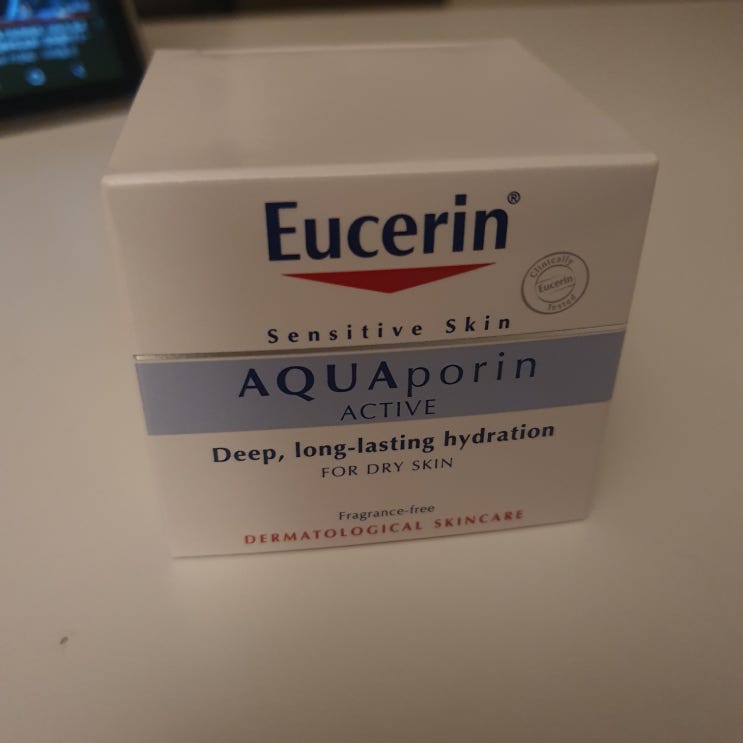 Eucerin®
Clinically
Eucerin
Tested
Sensitive Skin
AQUAporin
ACTIVE
Deep, long-lasting hydration
FOR DRY SKIN
Fragrance-free
DERMATOLOGICAL SKINCARE